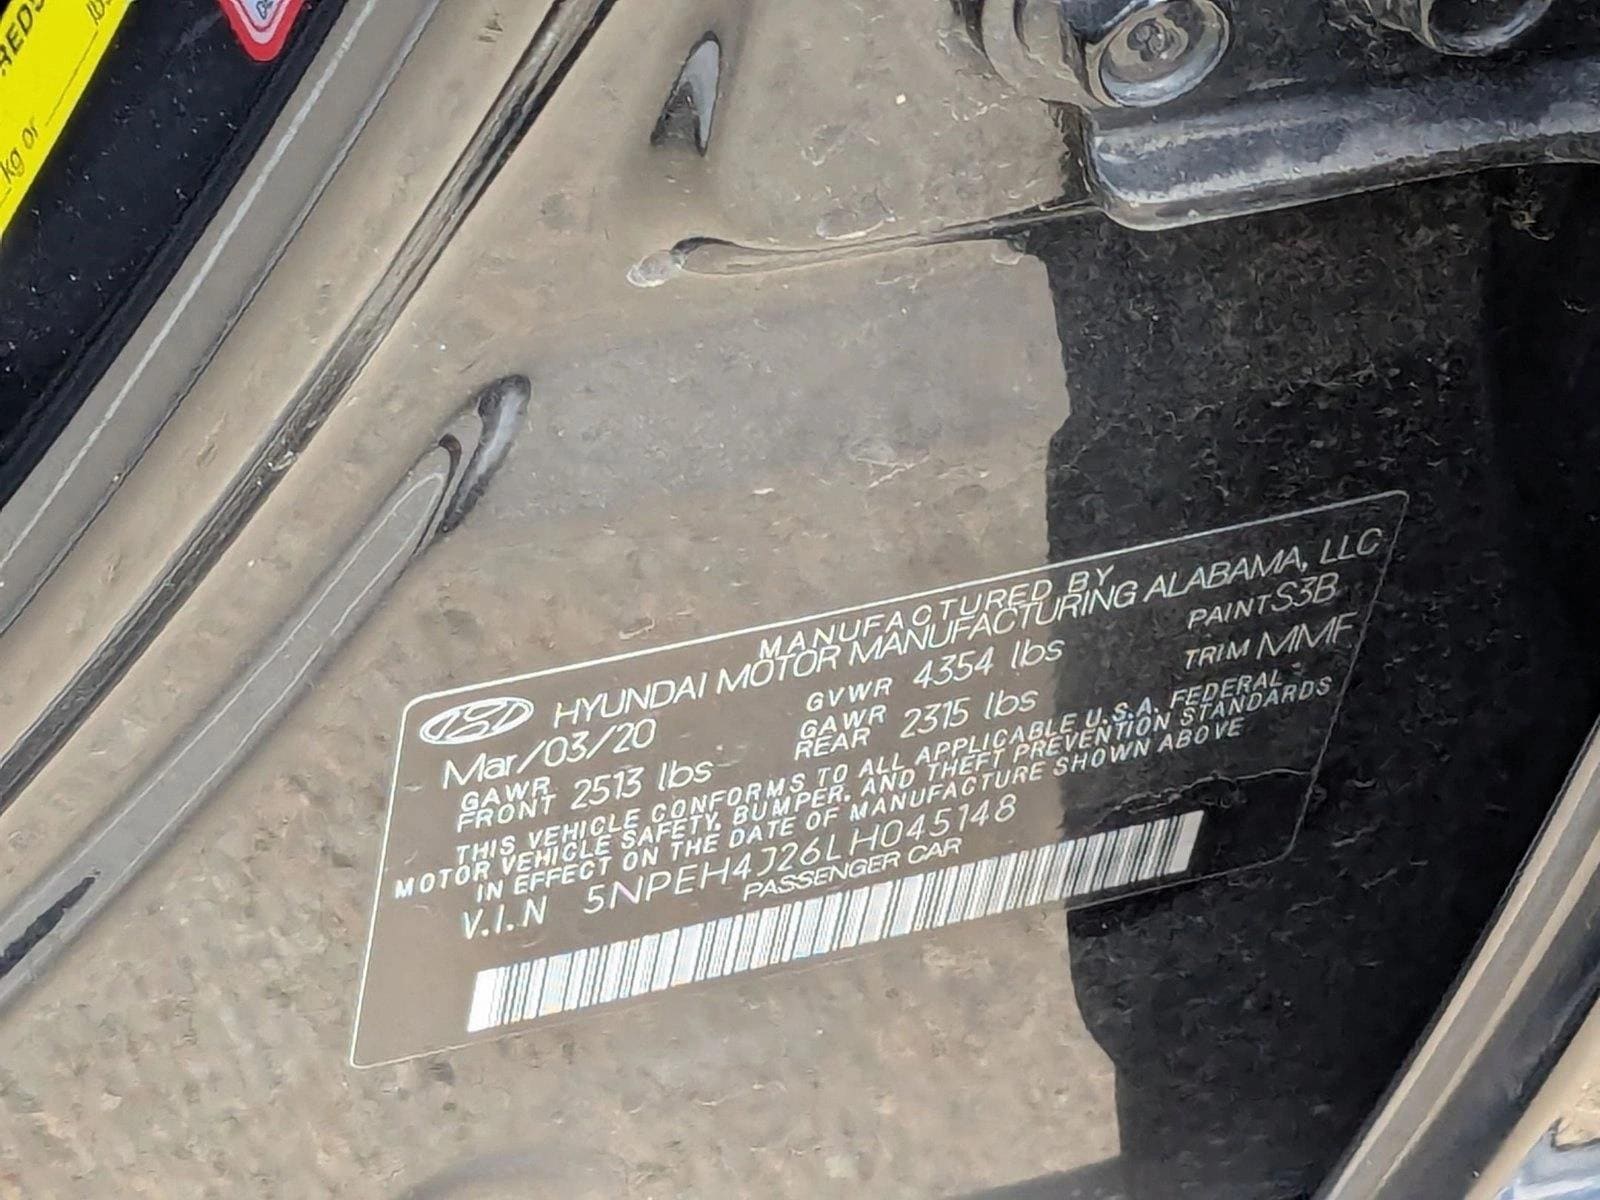 kg or
MANUFACTURED BY
HYUNDAI MOTOR MANUFACTURING ALABAMA, LLC
Mar/03/20 GVWR 4354 lbs PAINT S3B
GAWR FRONT 2513 lbs GAWR REAR 2315 lbs TRIM MMF
THIS VEHICLE CONFORMS TO ALL APPLICABLE U.S.A. FEDERAL
MOTOR VEHICLE SAFETY, BUMPER, AND THEFT PREVENTION STANDARDS
IN EFFECT ON THE DATE OF MANUFACTURE SHOWN ABOVE
V.I.N 5NPEH4J26LH045148
PASSENGER CAR